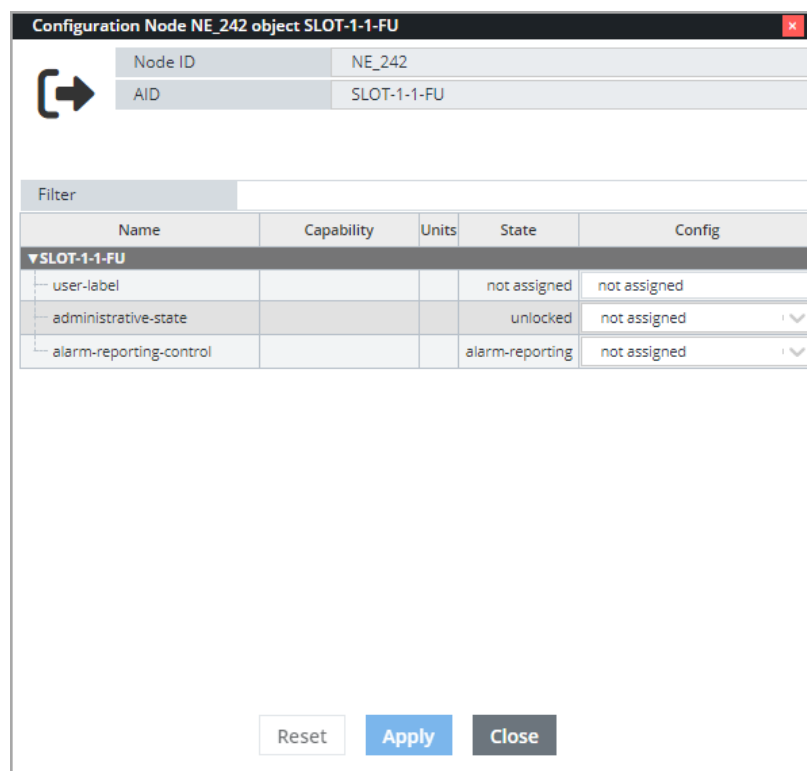 Configuration Node NE_242 object SLOT-1-1-FU ×
Node ID NE_242
AID SLOT-1-1-FU
Filter
Name Capability Units State Config
▼SLOT-1-1-FU
user-label not assigned not assigned
administrative-state unlocked not assigned
alarm-reporting-control alarm-reporting not assigned
Reset Apply Close